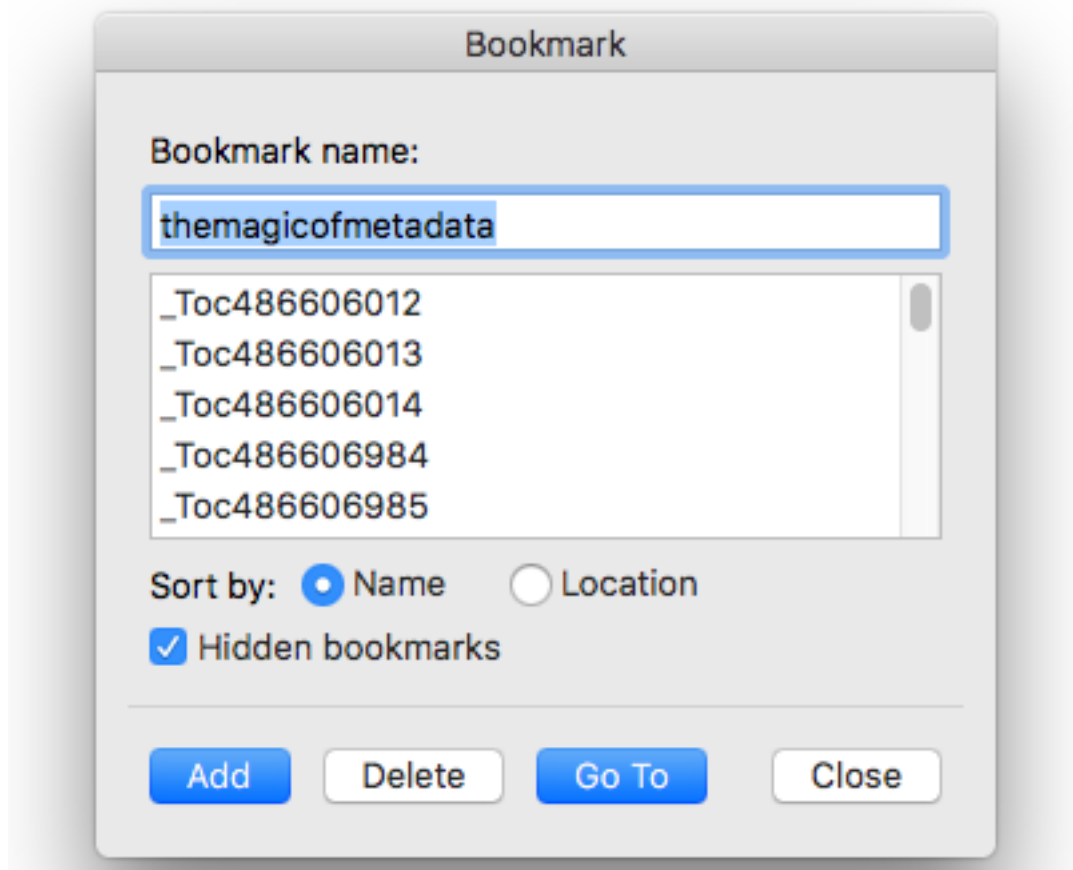 Bookmark
Bookmark name:
themagicofmetadata
_Toc486606012
_Toc486606013
_Toc486606014
_Toc486606984
_Toc486606985
Sort by: Name Location
Hidden bookmarks
Add Delete Go To Close